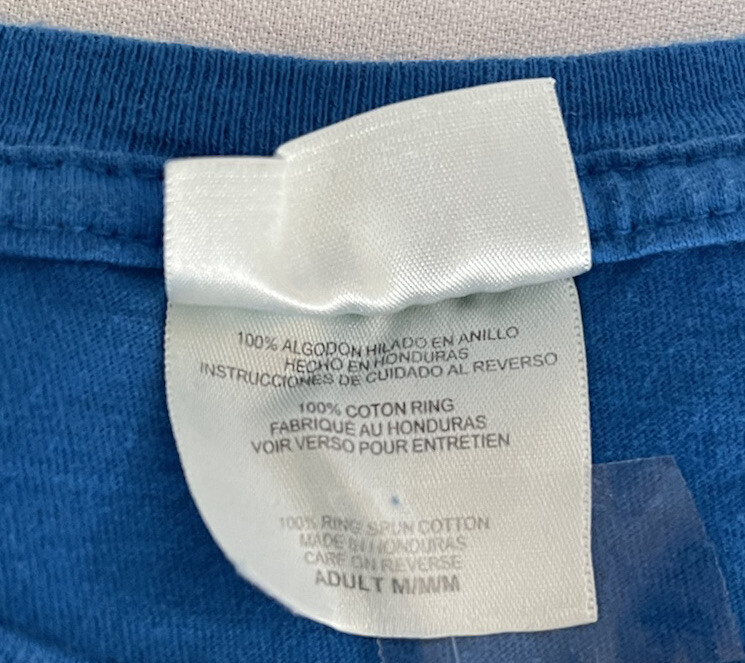 100% ALGODON HILADO EN ANILLO
HECHO EN HONDURAS
INSTRUCCIONES DE CUIDADO AL REVERSO
100% COTON RING
FABRIQUÉ AU HONDURAS
VOIR VERSO POUR ENTRETIEN
100% RING SPUN COTTON
MADE IN HONDURAS
CARE ON REVERSE
ADULT M/M/M